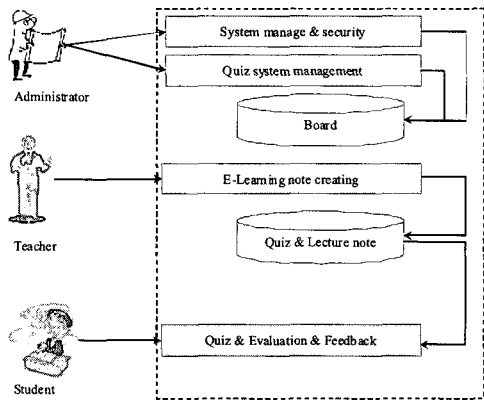 System manage & security
Quiz system management
Administrator
Board
E-Learning note creating
Teacher
Quiz & Lecture note
Quiz & Evaluation & Feedback
Student